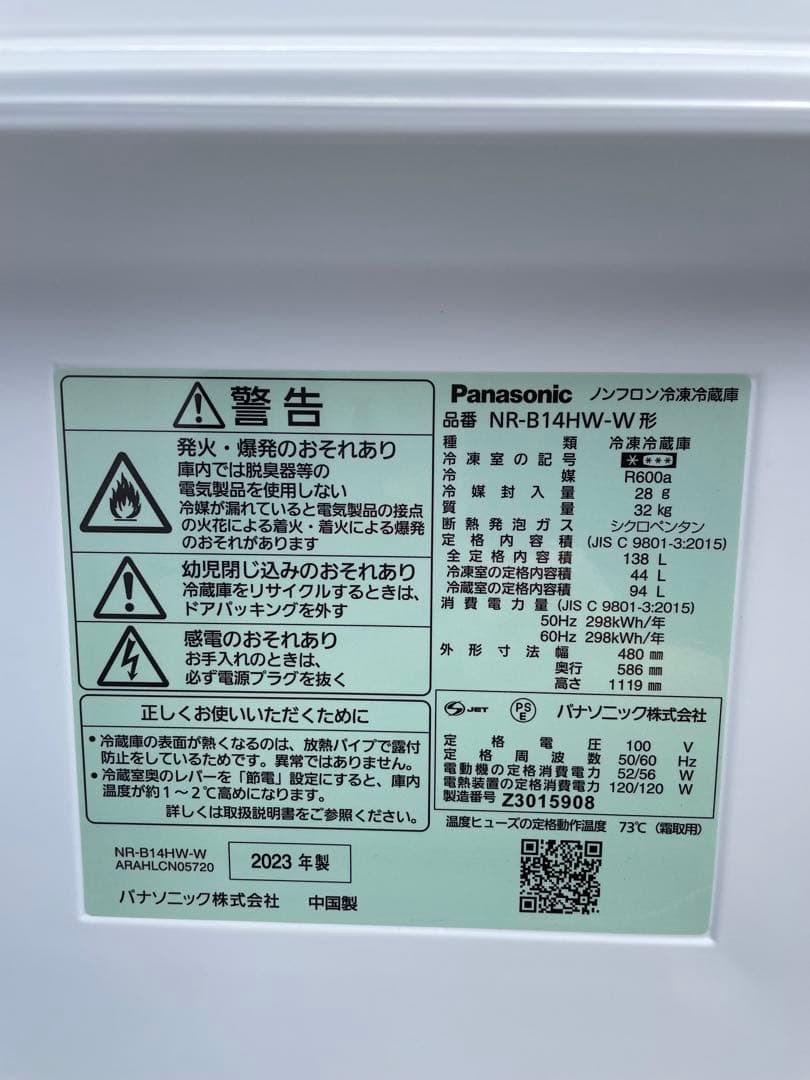 警告
発火・爆発のおそれあり
庫内では脱臭器等の
電気製品を使用しない
冷媒が漏れていると電気製品の接点
の火花による着火・着火による爆発
のおそれがあります
幼児閉じ込みのおそれあり
冷蔵庫をリサイクルするときは、
ドアパッキングを外す
感電のおそれあり
お手入れのときは、
必ず電源プラグを抜く
正しくお使いいただくために
・冷蔵庫の表面が熱くなるのは、放熱パイプで露付
防止をしているためです。異常ではありません。
・冷蔵室奥のレバーを「節電」設定にすると、庫内
温度が約1～2℃高めになります。
詳しくは取扱説明書をご参照ください。
NR-B14HW-W
ARAHLCN05720
2023 年製
パナソニック株式会社 中国製
Panasonic ノンフロン冷凍冷蔵庫
品番 NR-B14HW-W形
種類 冷凍冷蔵庫
冷凍室の記号 ****
冷媒 R600a
冷媒封入量 28 g
質量 32 kg
断熱発泡ガス シクロペンタン
定格内容積 (JIS C 9801-3:2015)
全定格内容積 138 L
冷凍室の定格内容積 44 L
冷蔵室の定格内容積 94 L
消費電力量 (JIS C 9801-3:2015)
50Hz 298kWh/年
60Hz 298kWh/年
外形寸法 幅 480 mm
奥行 586 mm
高さ 1119 mm
S JET PS E パナソニック株式会社
定格電圧 100 V
定格周波数 50/60 Hz
電動機の定格消費電力 52/56 W
電熱装置の定格消費電力 120/120 W
製造番号 Z3015908
温度ヒューズの定格動作温度 73℃ (霜取用)